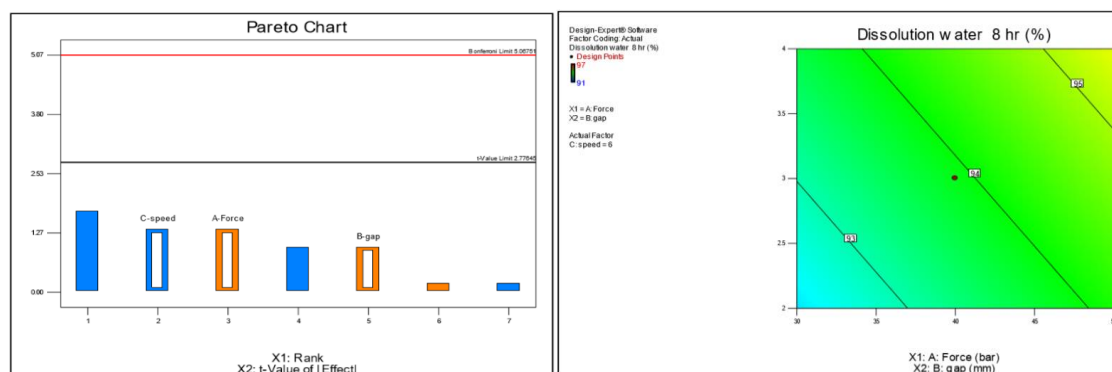 Pareto Chart
5.07
3.80
2.53
1.27
0.00
Bonferroni Limit 5.06751
t-Value Limit 2.77645
C-speed
A-Force
B-gap
1 2 3 4 5 6 7
X1: Rank
X2: t-Value of |Effect|
Design-Expert® Software
Factor Coding: Actual
Dissolution water 8 hr (%)
Design Points
97
91
X1 = A: Force
X2 = B: gap
Actual Factor
C: speed = 6
Dissolution water 8 hr (%)
4
3.5
3
2.5
2
95
94
93
30 35 40 45
X1: A: Force (bar)
X2: B: gap (mm)